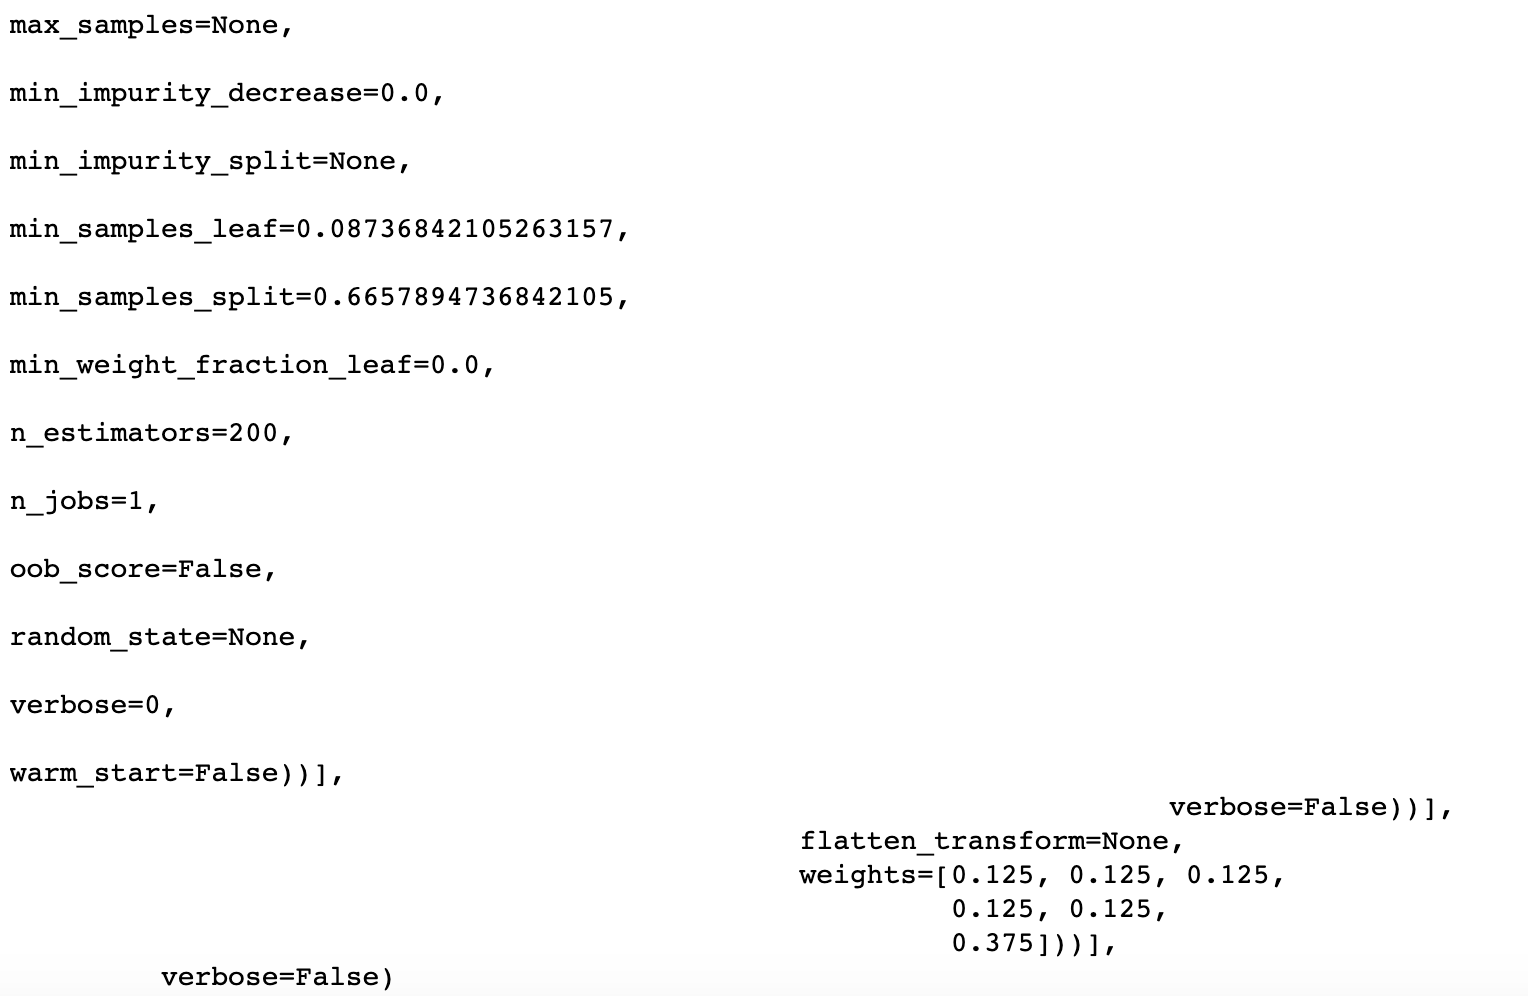 max_samples=None,
min_impurity_decrease=0.0,
min_impurity_split=None,
min_samples_leaf=0.08736842105263157,
min_samples_split=0.6657894736842105,
min_weight_fraction_leaf=0.0,
n_estimators=200,
n_jobs=1,
oob_score=False,
random_state=None,
verbose=0,
warm_start=False))],
verbose=False))],
flatten_transform=None,
weights=[0.125, 0.125, 0.125,
0.125, 0.125,
0.375]))],
verbose=False)